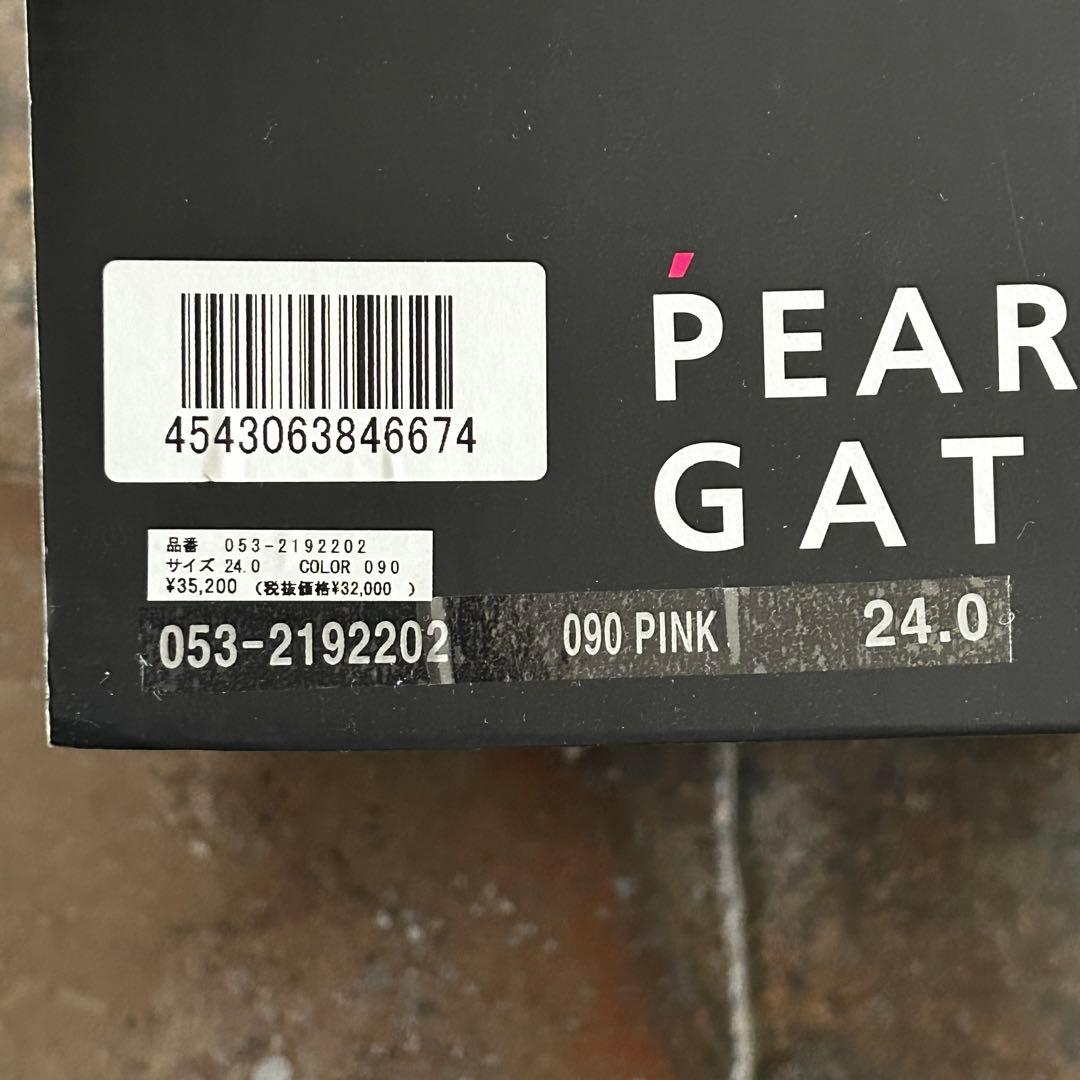 4543063846674
品番 053-2192202
サイズ 24.0 COLOR 090
¥35,200 (税抜価格¥32,000 )
053-2192202 090 PINK 24.0
PEAR
GAT